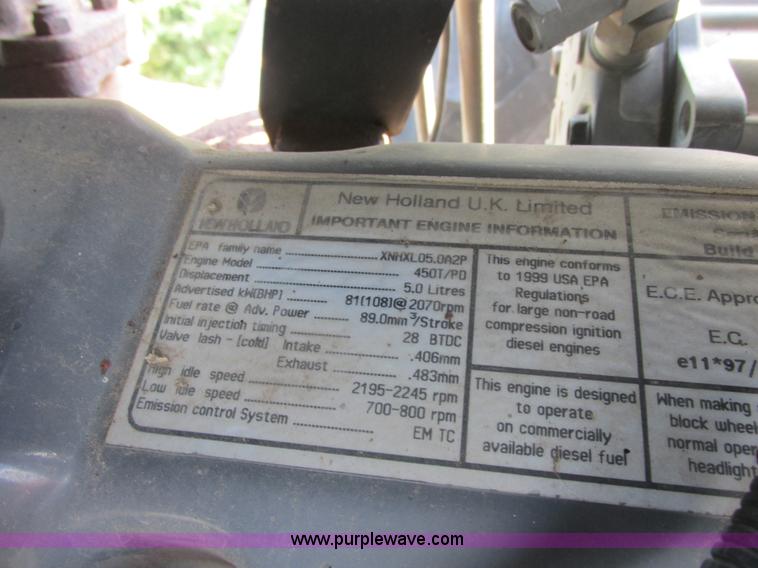 NEW HOLLAND
New Holland U.K. Limited
IMPORTANT ENGINE INFORMATION
EPA family name XNHXL05.0A2P
Engine Model 450T/PD
Displacement 5.0 Litres
Advertised kW(BHP) 81(108)@ 2070rpm
Fuel rate @ Adv. Power 89.0mm³/Stroke
Initial injection timing 28 BTDC
Valve lash - (cold) Intake .406mm
Exhaust .483mm
High idle speed 2195-2245 rpm
Low idle speed 700-800 rpm
Emission control System EM TC
This engine conforms
to 1999 USA EPA
Regulations
for large non-road
compression ignition
diesel engines
This engine is designed
to operate
on commercially
available diesel fuel
EMISSION
Build
E.C.E. Appro
E.G.
e11*97/
When making
block whee
normal oper
headlight
www.purplewave.com